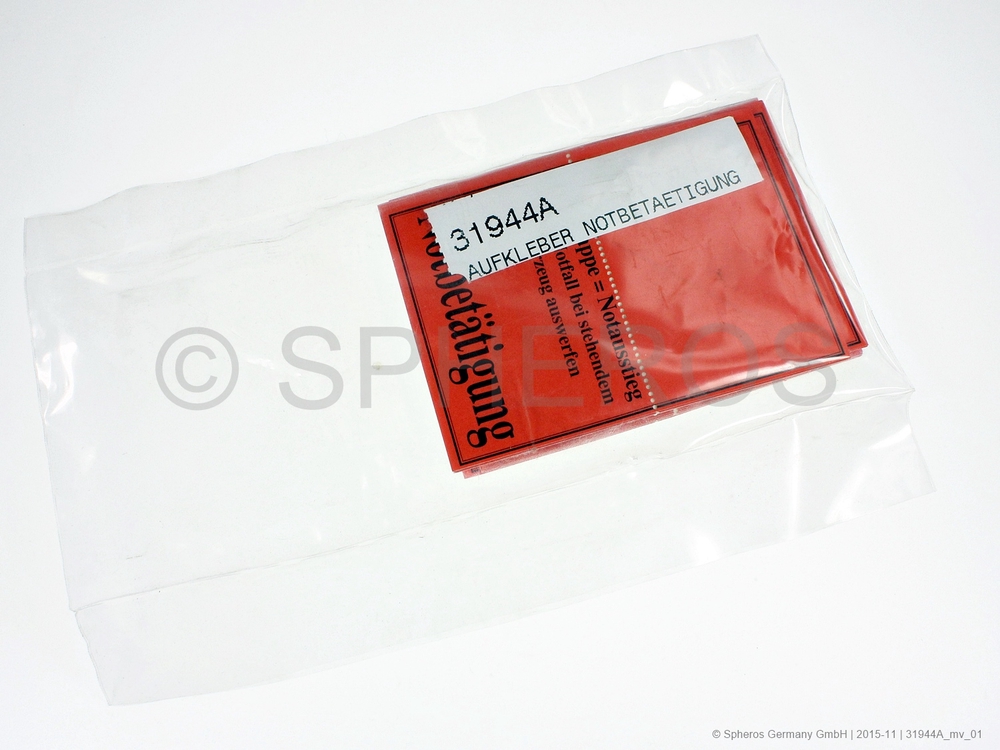 31944A
AUFKLEBER NOTBETAETIGUNG
Notbetätigung
ppe = Notausstieg
otfall bei stehendem
zeug auswerfen
© SPHEROS
© Spheros Germany GmbH | 2015-11 | 31944A_mv_01